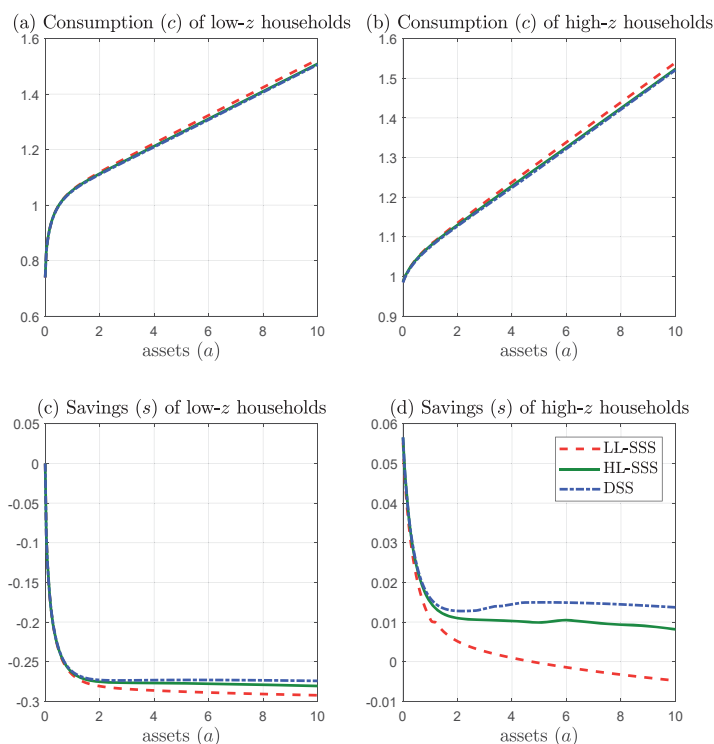 (a) Consumption (c) of low-z households
(b) Consumption (c) of high-z households
1.6
1.4
1.2
1
0.8
0.6
0 2 4 6 8 10
assets (a)
1.6
1.5
1.4
1.3
1.2
1.1
1
0.9
0 2 4 6 8 10
assets (a)
(c) Savings (s) of low-z households
(d) Savings (s) of high-z households
0.05
0
-0.05
-0.1
-0.15
-0.2
-0.25
-0.3
0 2 4 6 8 10
assets (a)
0.06
0.05
0.04
0.03
0.02
0.01
0
-0.01
0 2 4 6 8 10
assets (a)
LL-SSS
HL-SSS
DSS